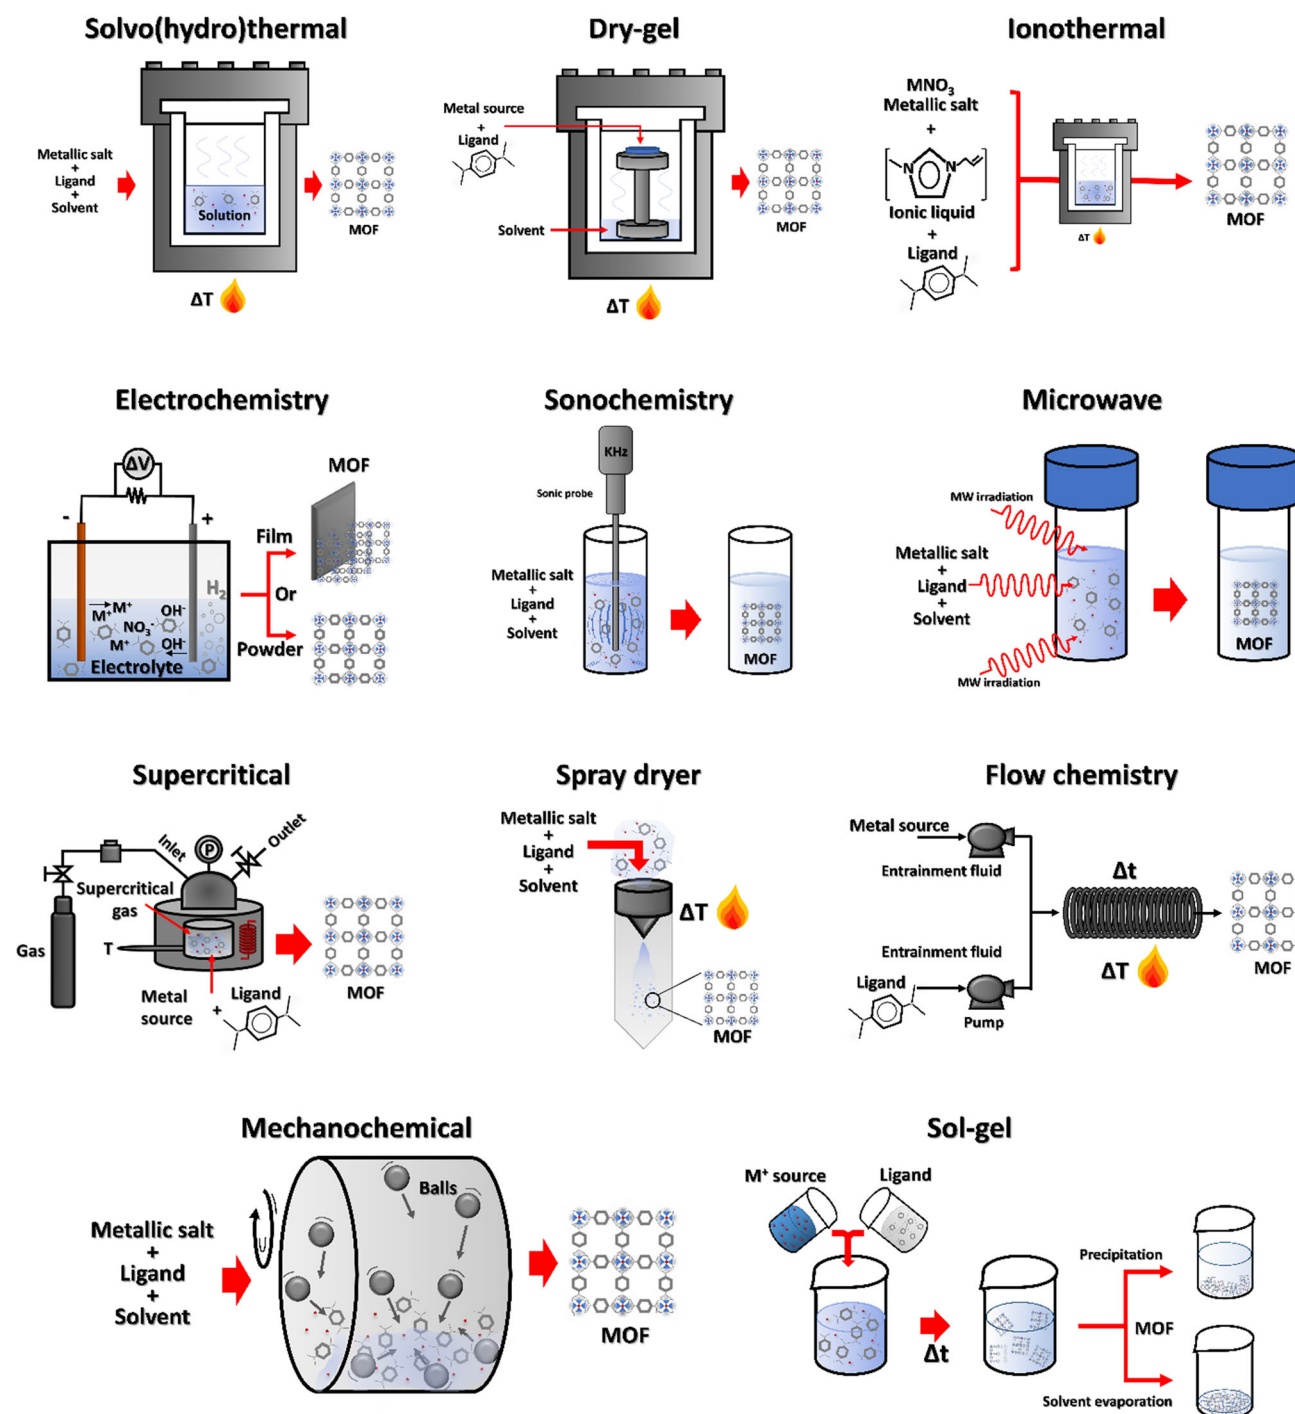 Solvo(hydro)thermal
Metallic salt
+
Ligand
+
Solvent
Solution
MOF
ΔT
Dry-gel
Metal source
+
Ligand
Solvent
MOF
ΔT
Ionothermal
MNO₃
Metallic salt
+
N
N
Ionic liquid
+
Ligand
ΔT
MOF
Electrochemistry
ΔV
-
+
H₂
M⁺
M⁺
NO₃⁻
M⁺
OH⁻
OH⁻
Electrolyte
Film
Or
Powder
MOF
Sonochemistry
KHz
Sonic probe
Metallic salt
+
Ligand
+
Solvent
MOF
Microwave
MW irradiation
Metallic salt
+
Ligand
+
Solvent
MW irradiation
MOF
Supercritical
Inlet
P
Outlet
Supercritical
gas
Gas
T
Metal
source
+
Ligand
MOF
Spray dryer
Metallic salt
+
Ligand
+
Solvent
ΔT
MOF
Flow chemistry
Metal source
Entrainment fluid
Δt
Entrainment fluid
Ligand
Pump
ΔT
MOF
Mechanochemical
Metallic salt
+
Ligand
+
Solvent
Balls
MOF
Sol-gel
M⁺ source
Ligand
Δt
Precipitation
MOF
Solvent evaporation